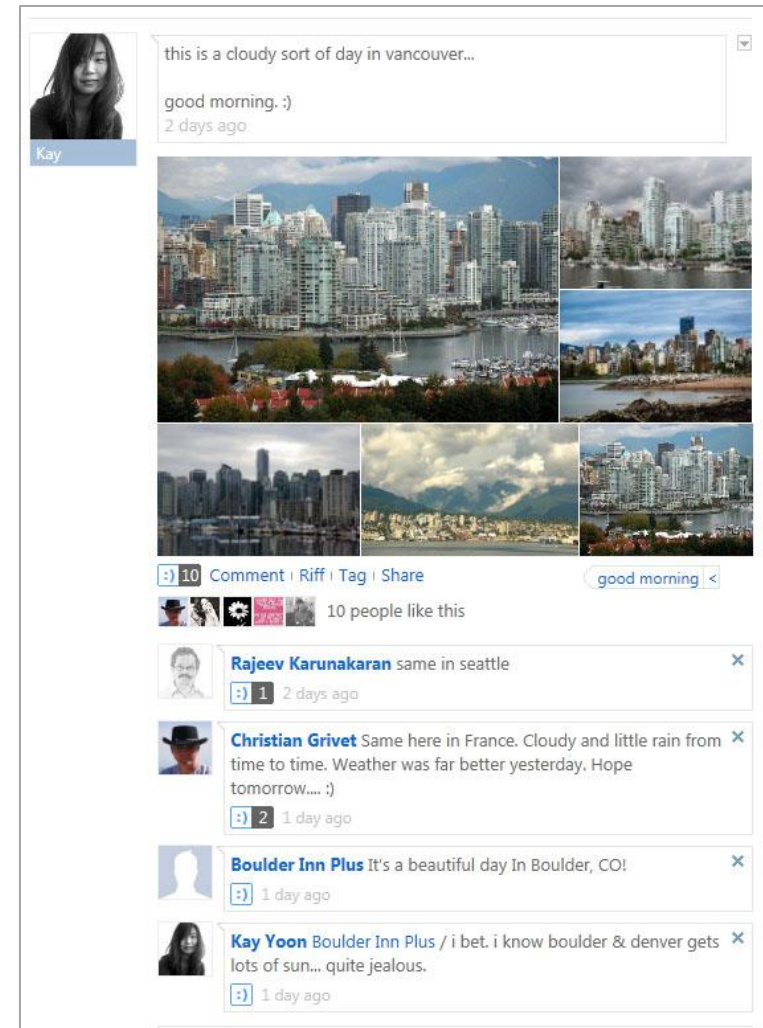 this is a cloudy sort of day in vancouver...
good morning. :)
2 days ago
Kay
:) 10 Comment Riff Tag Share
good morning <
10 people like this
Rajeev Karunakaran same in seattle
:) 1 2 days ago
Christian Grivet Same here in France. Cloudy and little rain from
time to time. Weather was far better yesterday. Hope
tomorrow.... :)
:) 2 1 day ago
Boulder Inn Plus It's a beautiful day In Boulder, CO!
:) 1 day ago
Kay Yoon Boulder Inn Plus / i bet. i know boulder & denver gets
lots of sun... quite jealous.
:) 1 day ago